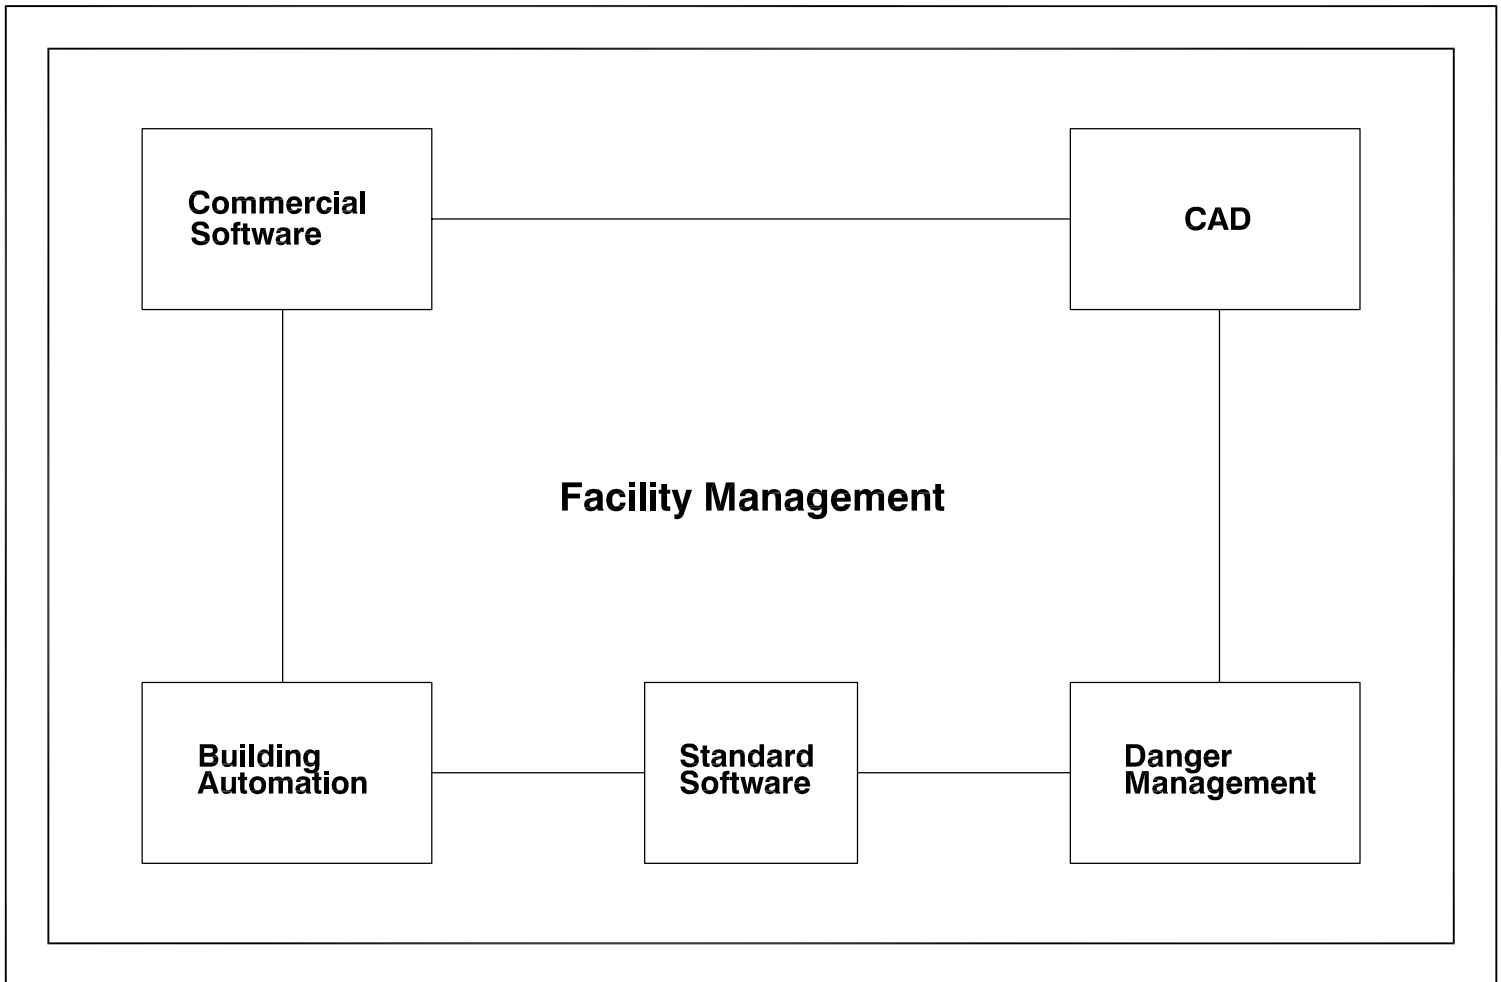 Commercial
Software
CAD
Facility Management
Building
Automation
Standard
Software
Danger
Management